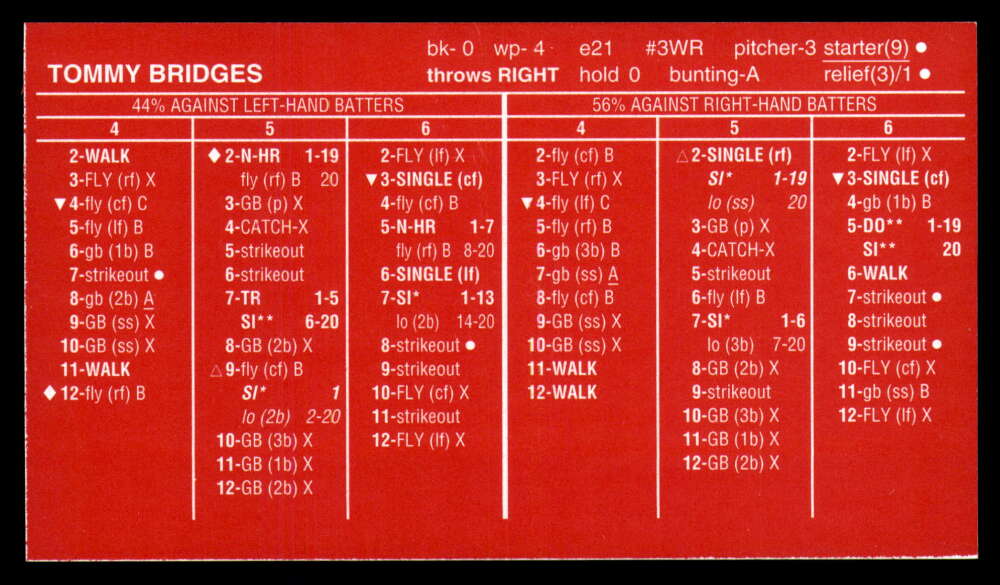 bk- 0 wp- 4 e21 #3WR pitcher-3 starter(9) ●
TOMMY BRIDGES throws RIGHT hold 0 bunting-A relief(3)/1 ●
44% AGAINST LEFT-HAND BATTERS
4
2-WALK
3-FLY (rf) X
▼4-fly (cf) C
5-fly (lf) B
6-gb (1b) B
7-strikeout ●
8-gb (2b) A
9-GB (ss) X
10-GB (ss) X
11-WALK
◆12-fly (rf) B
5
◆2-N-HR 1-19
fly (rf) B 20
3-GB (p) X
4-CATCH-X
5-strikeout
6-strikeout
7-TR 1-5
SI** 6-20
8-GB (2b) X
△9-fly (cf) B
SI* 1
lo (2b) 2-20
10-GB (3b) X
11-GB (1b) X
12-GB (2b) X
6
2-FLY (lf) X
▼3-SINGLE (cf)
4-fly (cf) B
5-N-HR 1-7
fly (rf) B 8-20
6-SINGLE (lf)
7-SI* 1-13
lo (2b) 14-20
8-strikeout ●
9-strikeout
10-FLY (cf) X
11-strikeout
12-FLY (lf) X
56% AGAINST RIGHT-HAND BATTERS
4
2-fly (cf) B
3-FLY (rf) X
▼4-fly (lf) C
5-fly (rf) B
6-gb (3b) B
7-gb (ss) A
8-fly (cf) B
9-GB (ss) X
10-GB (ss) X
11-WALK
12-WALK
5
△2-SINGLE (rf)
SI* 1-19
lo (ss) 20
3-GB (p) X
4-CATCH-X
5-strikeout
6-fly (lf) B
7-SI* 1-6
lo (3b) 7-20
8-GB (2b) X
9-strikeout
10-GB (3b) X
11-GB (1b) X
12-GB (2b) X
6
2-FLY (lf) X
▼3-SINGLE (cf)
4-gb (1b) B
5-DO** 1-19
SI** 20
6-WALK
7-strikeout ●
8-strikeout
9-strikeout ●
10-FLY (cf) X
11-gb (ss) B
12-FLY (lf) X